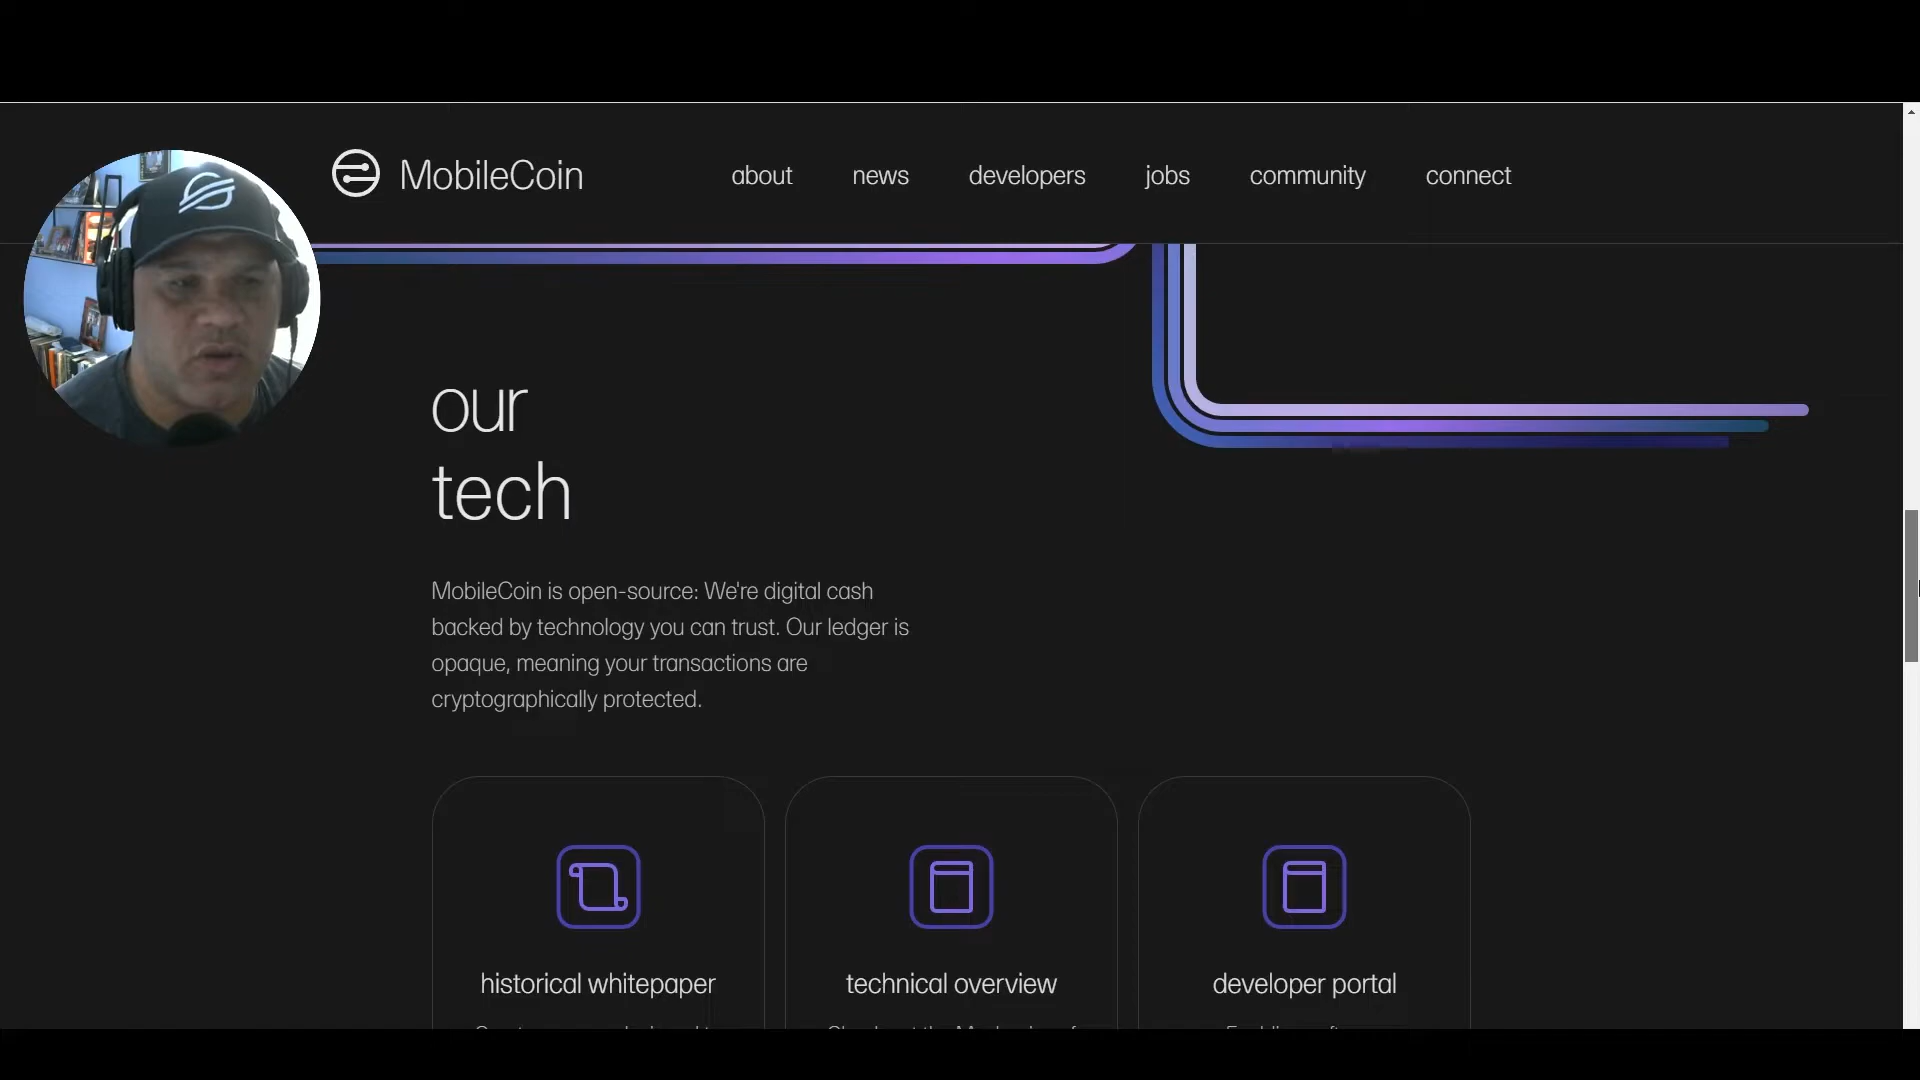 MobileCoin
about
news
developers
jobs
community
connect
our
tech
MobileCoin is open-source: We're digital cash
backed by technology you can trust. Our ledger is
opaque, meaning your transactions are
cryptographically protected.
historical whitepaper
technical overview
developer portal